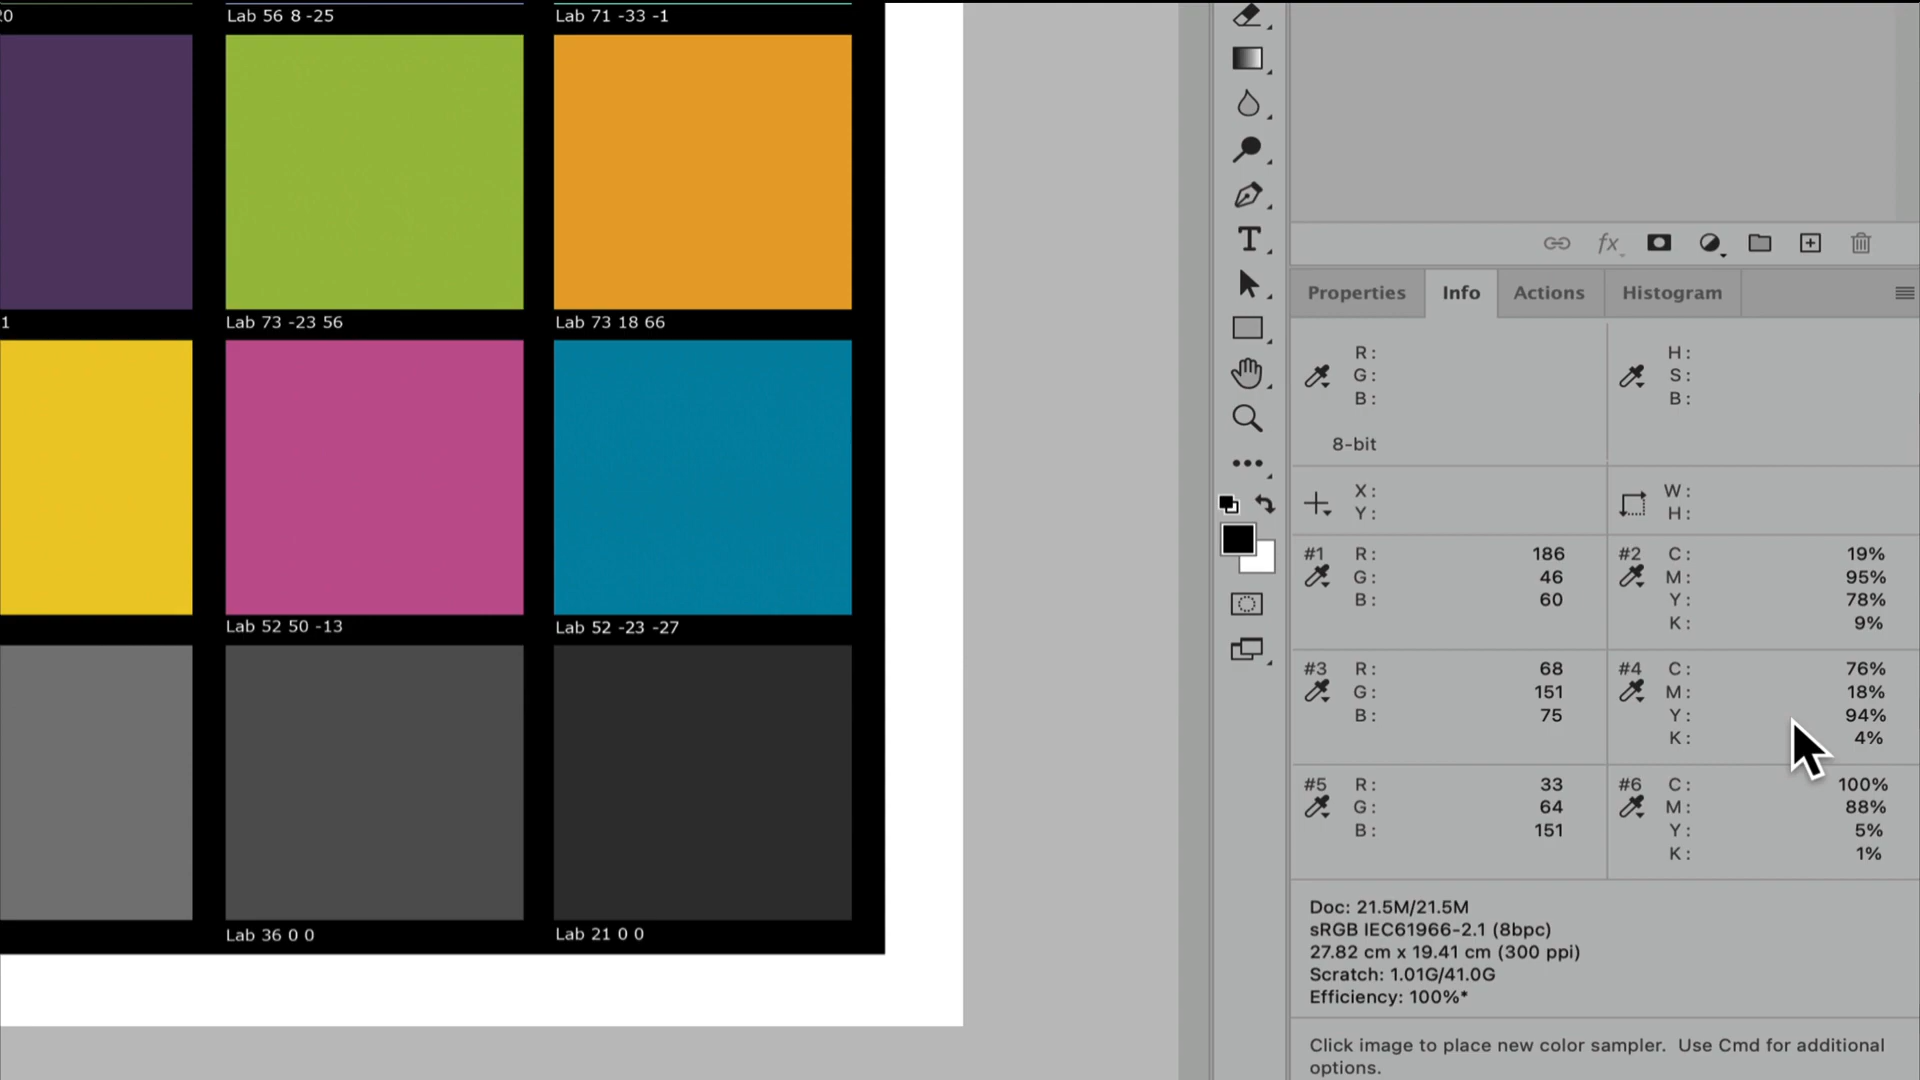 20
Lab 56 8 -25
Lab 71 -33 -1
1
Lab 73 -23 56
Lab 73 18 66
Lab 52 50 -13
Lab 52 -23 -27
Lab 36 0 0
Lab 21 0 0
T
fx
Properties
Info
Actions
Histogram
R:
G:
B:
H:
S:
B:
8-bit
X:
Y:
W:
H:
#1 R: 186
G: 46
B: 60
#2 C: 19%
M: 95%
Y: 78%
K: 9%
#3 R: 68
G: 151
B: 75
#4 C: 76%
M: 18%
Y: 94%
K: 4%
#5 R: 33
G: 64
B: 151
#6 C: 100%
M: 88%
Y: 5%
K: 1%
Doc: 21.5M/21.5M
sRGB IEC61966-2.1 (8bpc)
27.82 cm x 19.41 cm (300 ppi)
Scratch: 1.01G/41.0G
Efficiency: 100%*
Click image to place new color sampler.  Use Cmd for additional
options.